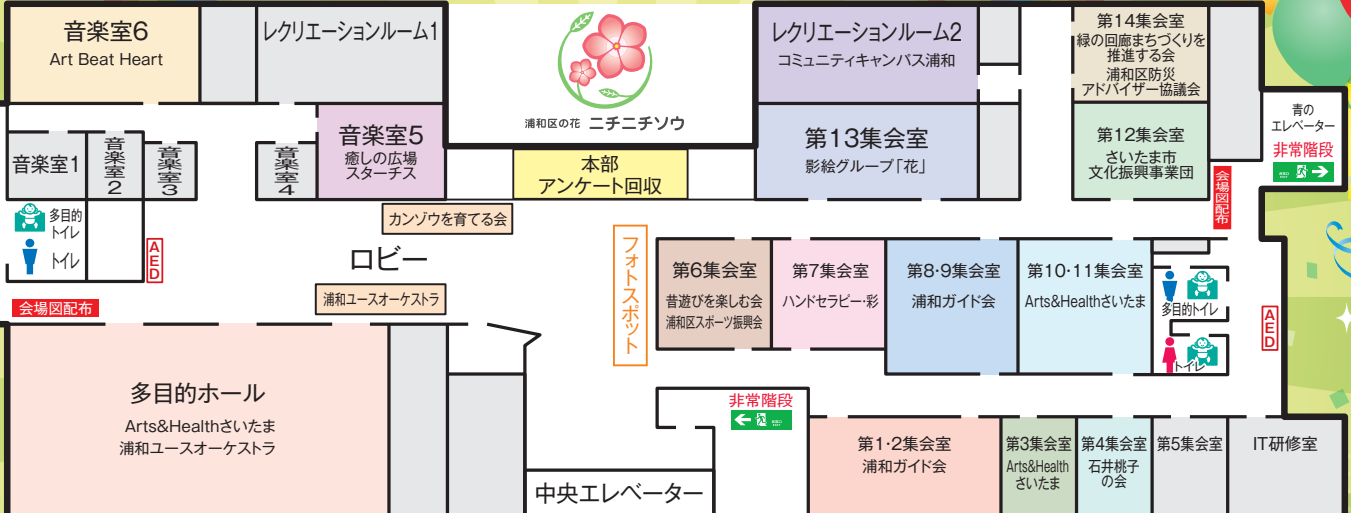 音楽室6
Art Beat Heart
レクリエーションルーム1
浦和区の花 ニチニチソウ
レクリエーションルーム2
コミュニティキャンパス浦和
第14集会室
緑の回廊まちづくりを
推進する会
浦和区防災
アドバイザー協議会
音楽室1
音楽室2
音楽室3
音楽室4
音楽室5
癒しの広場
スターチス
本部
アンケート回収
第13集会室
影絵グループ「花」
第12集会室
さいたま市
文化振興事業団
青の
エレベーター
非常階段
会場図配布
多目的
トイレ
トイレ
AED
会場図配布
カンゾウを育てる会
ロビー
浦和ユースオーケストラ
フォトスポット
第6集会室
昔遊びを楽しむ会
浦和区スポーツ振興会
第7集会室
ハンドセラピー・彩
第8・9集会室
浦和ガイド会
第10・11集会室
Arts&Healthさいたま
多目的トイレ
トイレ
AED
多目的ホール
Arts&Healthさいたま
浦和ユースオーケストラ
非常階段
中央エレベーター
第1・2集会室
浦和ガイド会
第3集会室
Arts&Health
さいたま
第4集会室
石井桃子
の会
第5集会室
IT研修室